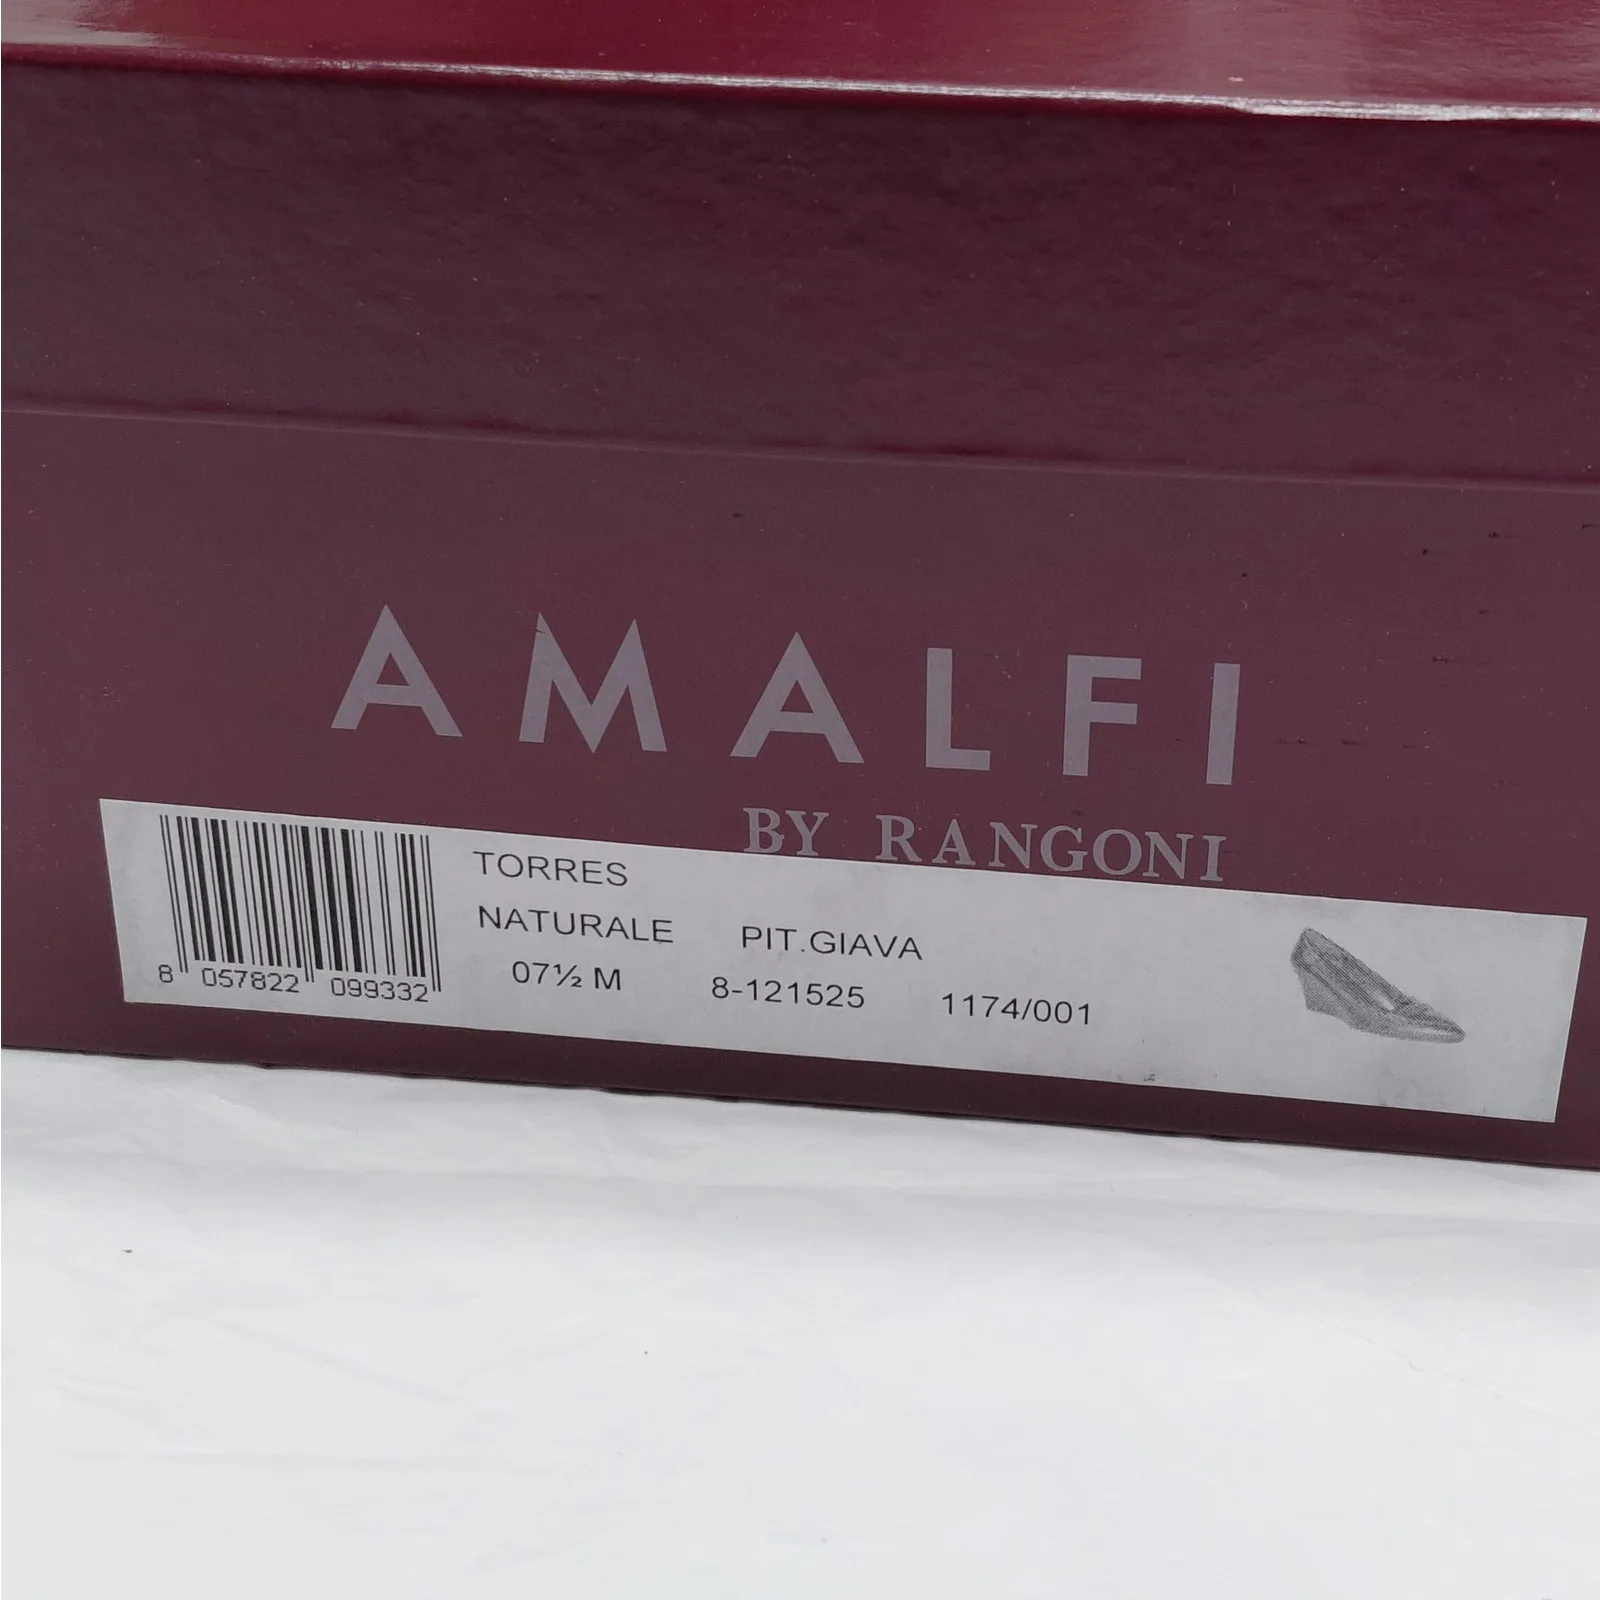 AMALFI
BY RANGONI
TORRES
NATURALE PIT.GIAVA
07½ M 8-121525 1174/001
8 057822 099332